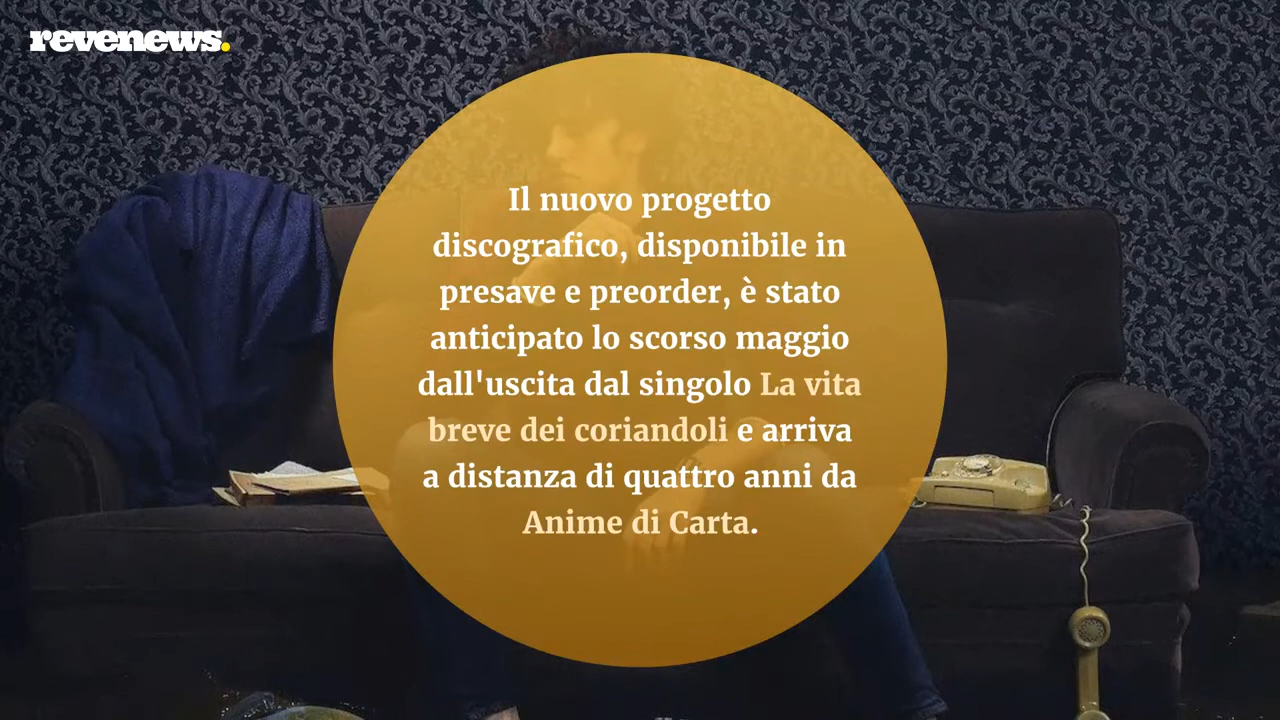 revenews.
Il nuovo progetto
discografico, disponibile in
presave e preorder, è stato
anticipato lo scorso maggio
dall'uscita dal singolo La vita
breve dei coriandoli e arriva
a distanza di quattro anni da
Anime di Carta.